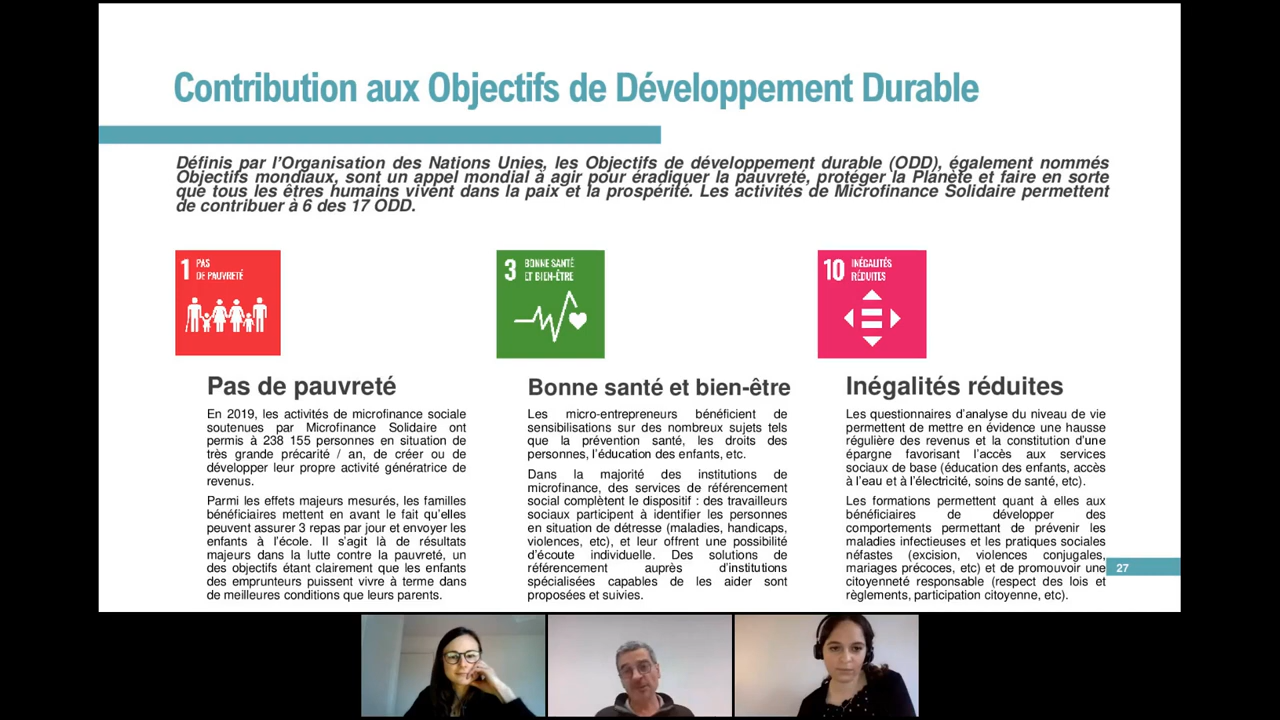 Contribution aux Objectifs de Développement Durable
Définis par l'Organisation des Nations Unies, les Objectifs de développement durable (ODD), également nommés
Objectifs mondiaux, sont un appel mondial à agir pour éradiquer la pauvreté, protéger la Planète et faire en sorte
que tous les êtres humains vivent dans la paix et la prospérité. Les activités de Microfinance Solidaire permettent
de contribuer à 6 des 17 ODD.
1 PAS
DE PAUVRETÉ
Pas de pauvreté
En 2019, les activités de microfinance sociale
soutenues par Microfinance Solidaire ont
permis à 238 155 personnes en situation de
très grande précarité / an, de créer ou de
développer leur propre activité génératrice de
revenus.
Parmi les effets majeurs mesurés, les familles
bénéficiaires mettent en avant le fait qu'elles
peuvent assurer 3 repas par jour et envoyer les
enfants à l'école. Il s'agit là de résultats
majeurs dans la lutte contre la pauvreté, un
des objectifs étant clairement que les enfants
des emprunteurs puissent vivre à terme dans
de meilleures conditions que leurs parents.
3 BONNE SANTÉ
ET BIEN-ÊTRE
Bonne santé et bien-être
Les micro-entrepreneurs bénéficient de
sensibilisations sur des nombreux sujets tels
que la prévention santé, les droits des
personnes, l'éducation des enfants, etc.
Dans la majorité des institutions de
microfinance, des services de référencement
social complètent le dispositif : des travailleurs
sociaux participent à identifier les personnes
en situation de détresse (maladies, handicaps,
violences, etc), et leur offrent une possibilité
d'écoute individuelle. Des solutions de
référencement auprès d'institutions
spécialisées capables de les aider sont
proposées et suivies.
10 INÉGALITÉS
RÉDUITES
Inégalités réduites
Les questionnaires d'analyse du niveau de vie
permettent de mettre en évidence une hausse
régulière des revenus et la constitution d'une
épargne favorisant l'accès aux services
sociaux de base (éducation des enfants, accès
à l'eau et à l'électricité, soins de santé, etc).
Les formations permettent quant à elles aux
bénéficiaires de développer des
comportements permettant de prévenir les
maladies infectieuses et les pratiques sociales
néfastes (excision, violences conjugales,
mariages précoces, etc) et de promouvoir une
citoyenneté responsable (respect des lois et
règlements, participation citoyenne, etc).
27